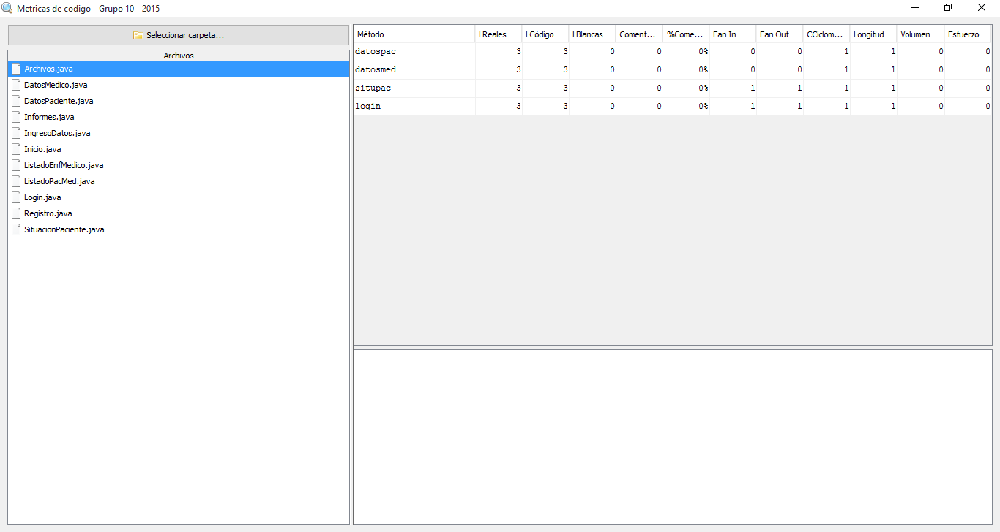 Metricas de codigo - Grupo 10 - 2015
Seleccionar carpeta...
Archivos
Archivos.java
DatosMedico.java
DatosPaciente.java
Informes.java
IngresoDatos.java
Inicio.java
ListadoEnfMedico.java
ListadoPacMed.java
Login.java
Registro.java
SituacionPaciente.java
Método LReales LCódigo LBlancas Coment... %Come... Fan In Fan Out CCiclom... Longitud Volumen Esfuerzo
datospac 3 3 0 0 0% 0 0 1 1 0 0
datosmed 3 3 0 0 0% 0 0 1 1 0 0
situpac 3 3 0 0 0% 1 1 1 1 0 0
login 3 3 0 0 0% 1 1 1 1 0 0